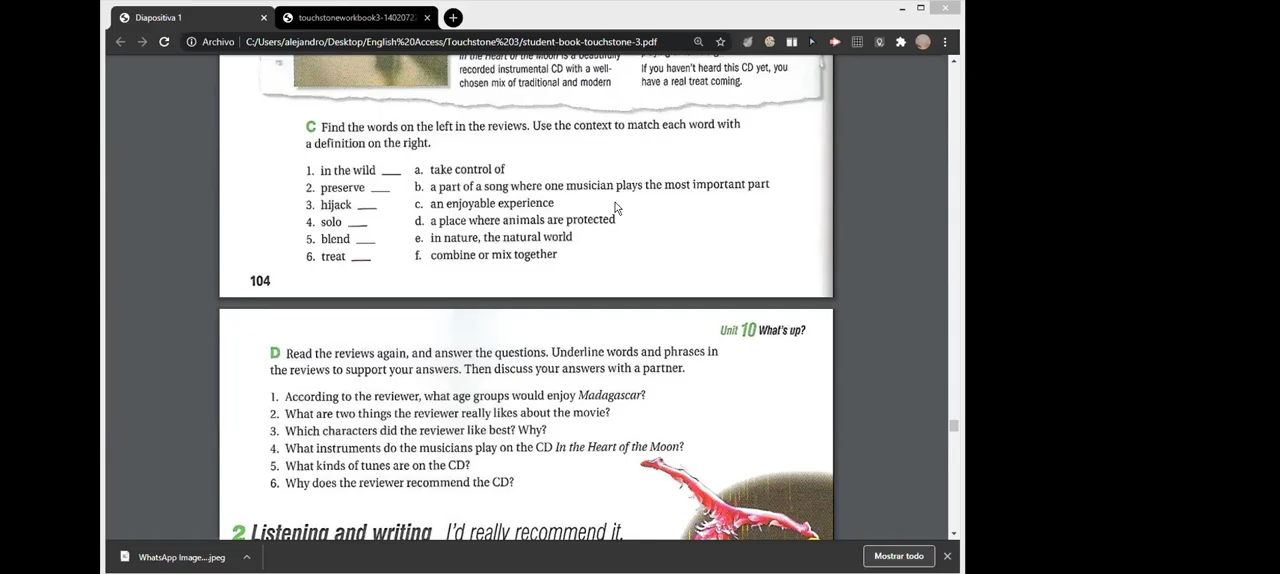 Diapositiva 1
touchstoneworkbook3-1402072
Archivo
C:/Users/alejandro/Desktop/English%20Access/Touchstone%203/student-book-touchstone-3.pdf
In the Heart of the Moon is a beautifully
recorded instrumental CD with a well-
chosen mix of traditional and modern
If you haven't heard this CD yet, you
have a real treat coming.
C Find the words on the left in the reviews. Use the context to match each word with
a definition on the right.
1. in the wild ___ a. take control of
2. preserve ___ b. a part of a song where one musician plays the most important part
3. hijack ___ c. an enjoyable experience
4. solo ___ d. a place where animals are protected
5. blend ___ e. in nature, the natural world
6. treat ___ f. combine or mix together
104
Unit 10 What's up?
D Read the reviews again, and answer the questions. Underline words and phrases in
the reviews to support your answers. Then discuss your answers with a partner.
1. According to the reviewer, what age groups would enjoy Madagascar?
2. What are two things the reviewer really likes about the movie?
3. Which characters did the reviewer like best? Why?
4. What instruments do the musicians play on the CD In the Heart of the Moon?
5. What kinds of tunes are on the CD?
6. Why does the reviewer recommend the CD?
2 Listening and writing I'd really recommend it.
WhatsApp Image....jpeg
Mostrar todo